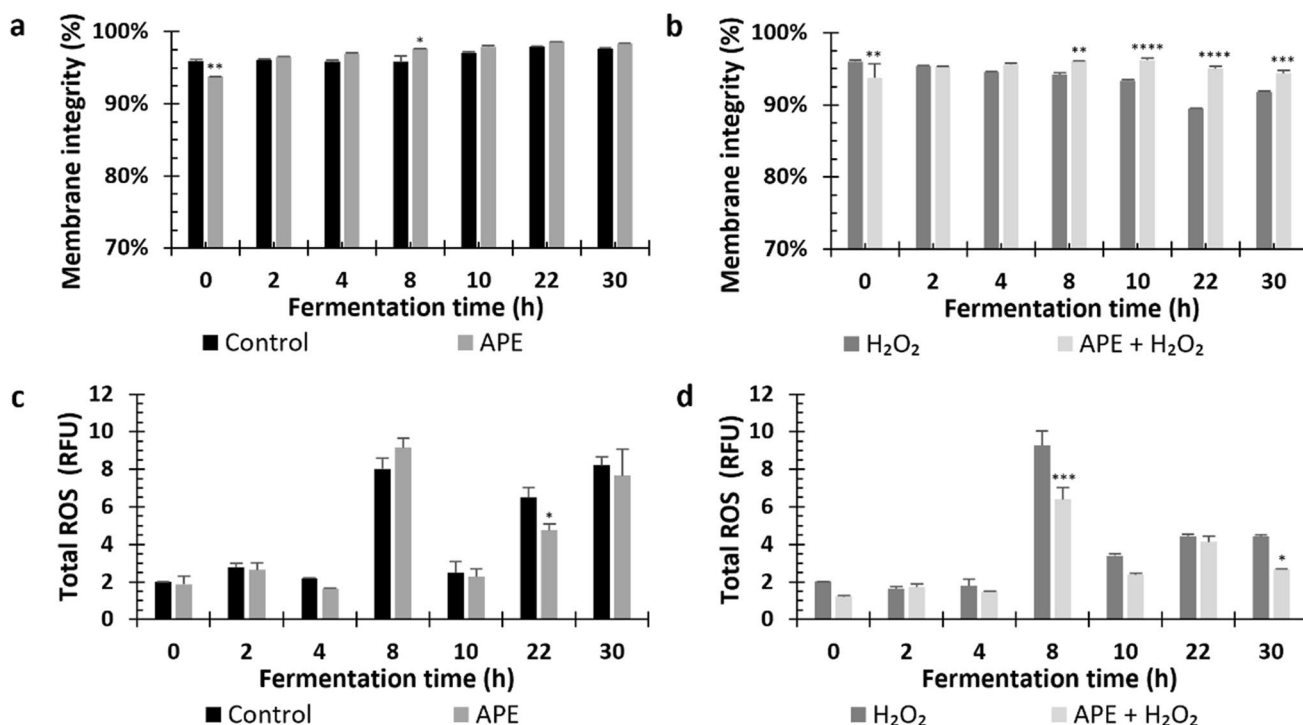 a
Membrane integrity (%)
100%
90%
80%
70%
**
*
0 2 4 8 10 22 30
Fermentation time (h)
Control APE
b
Membrane integrity (%)
100%
90%
80%
70%
** ** **** **** ***
0 2 4 8 10 22 30
Fermentation time (h)
H₂O₂ APE + H₂O₂
c
Total ROS (RFU)
12
10
8
6
4
2
0
*
0 2 4 8 10 22 30
Fermentation time (h)
Control APE
d
Total ROS (RFU)
12
10
8
6
4
2
0
***
*
0 2 4 8 10 22 30
Fermentation time (h)
H₂O₂ APE + H₂O₂